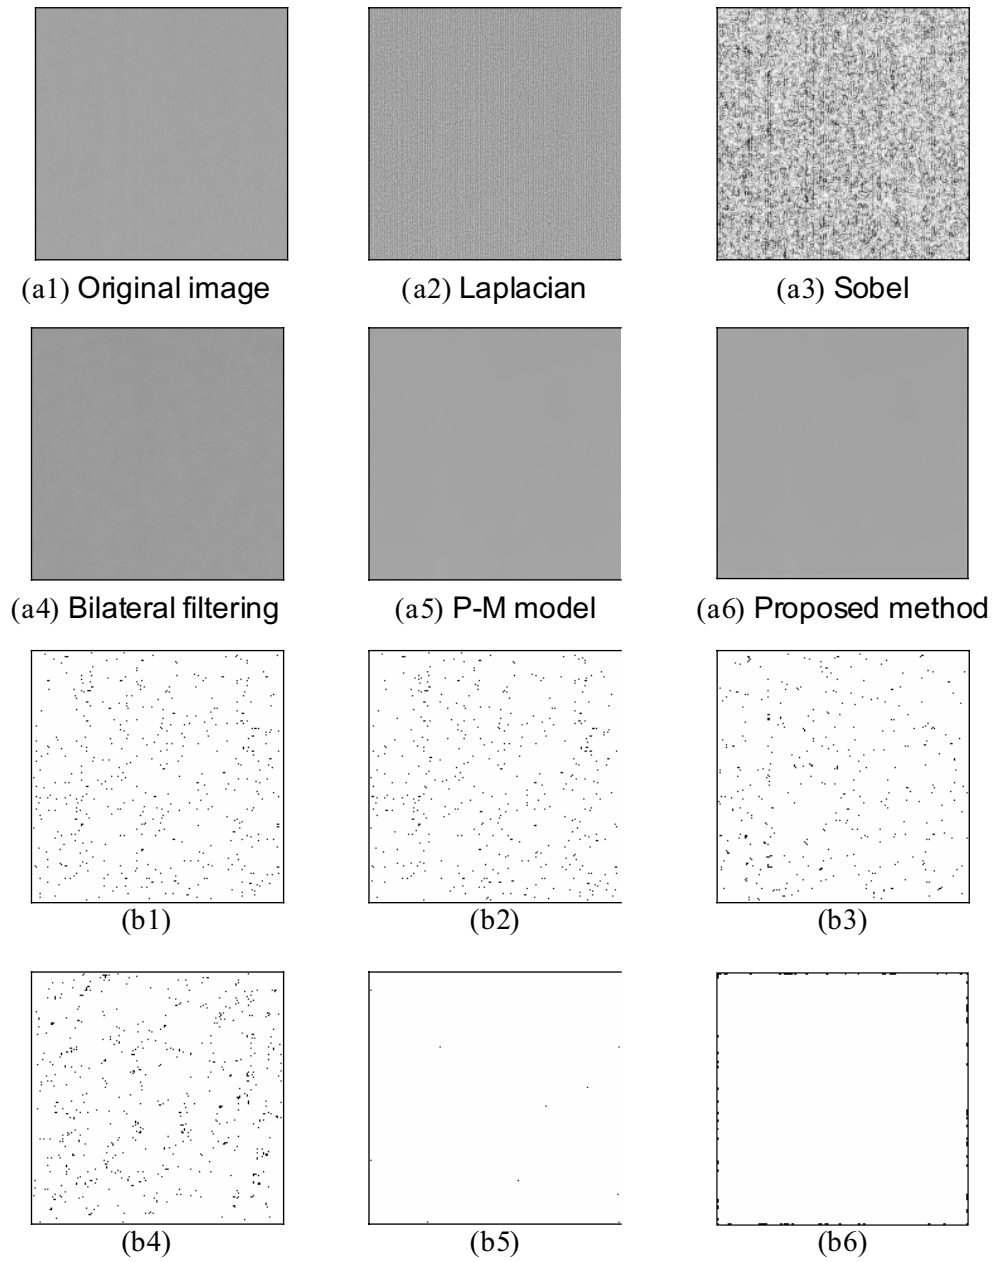 (a1) Original image
(a2) Laplacian
(a3) Sobel
(a4) Bilateral filtering
(a5) P-M model
(a6) Proposed method
(b1)
(b2)
(b3)
(b4)
(b5)
(b6)